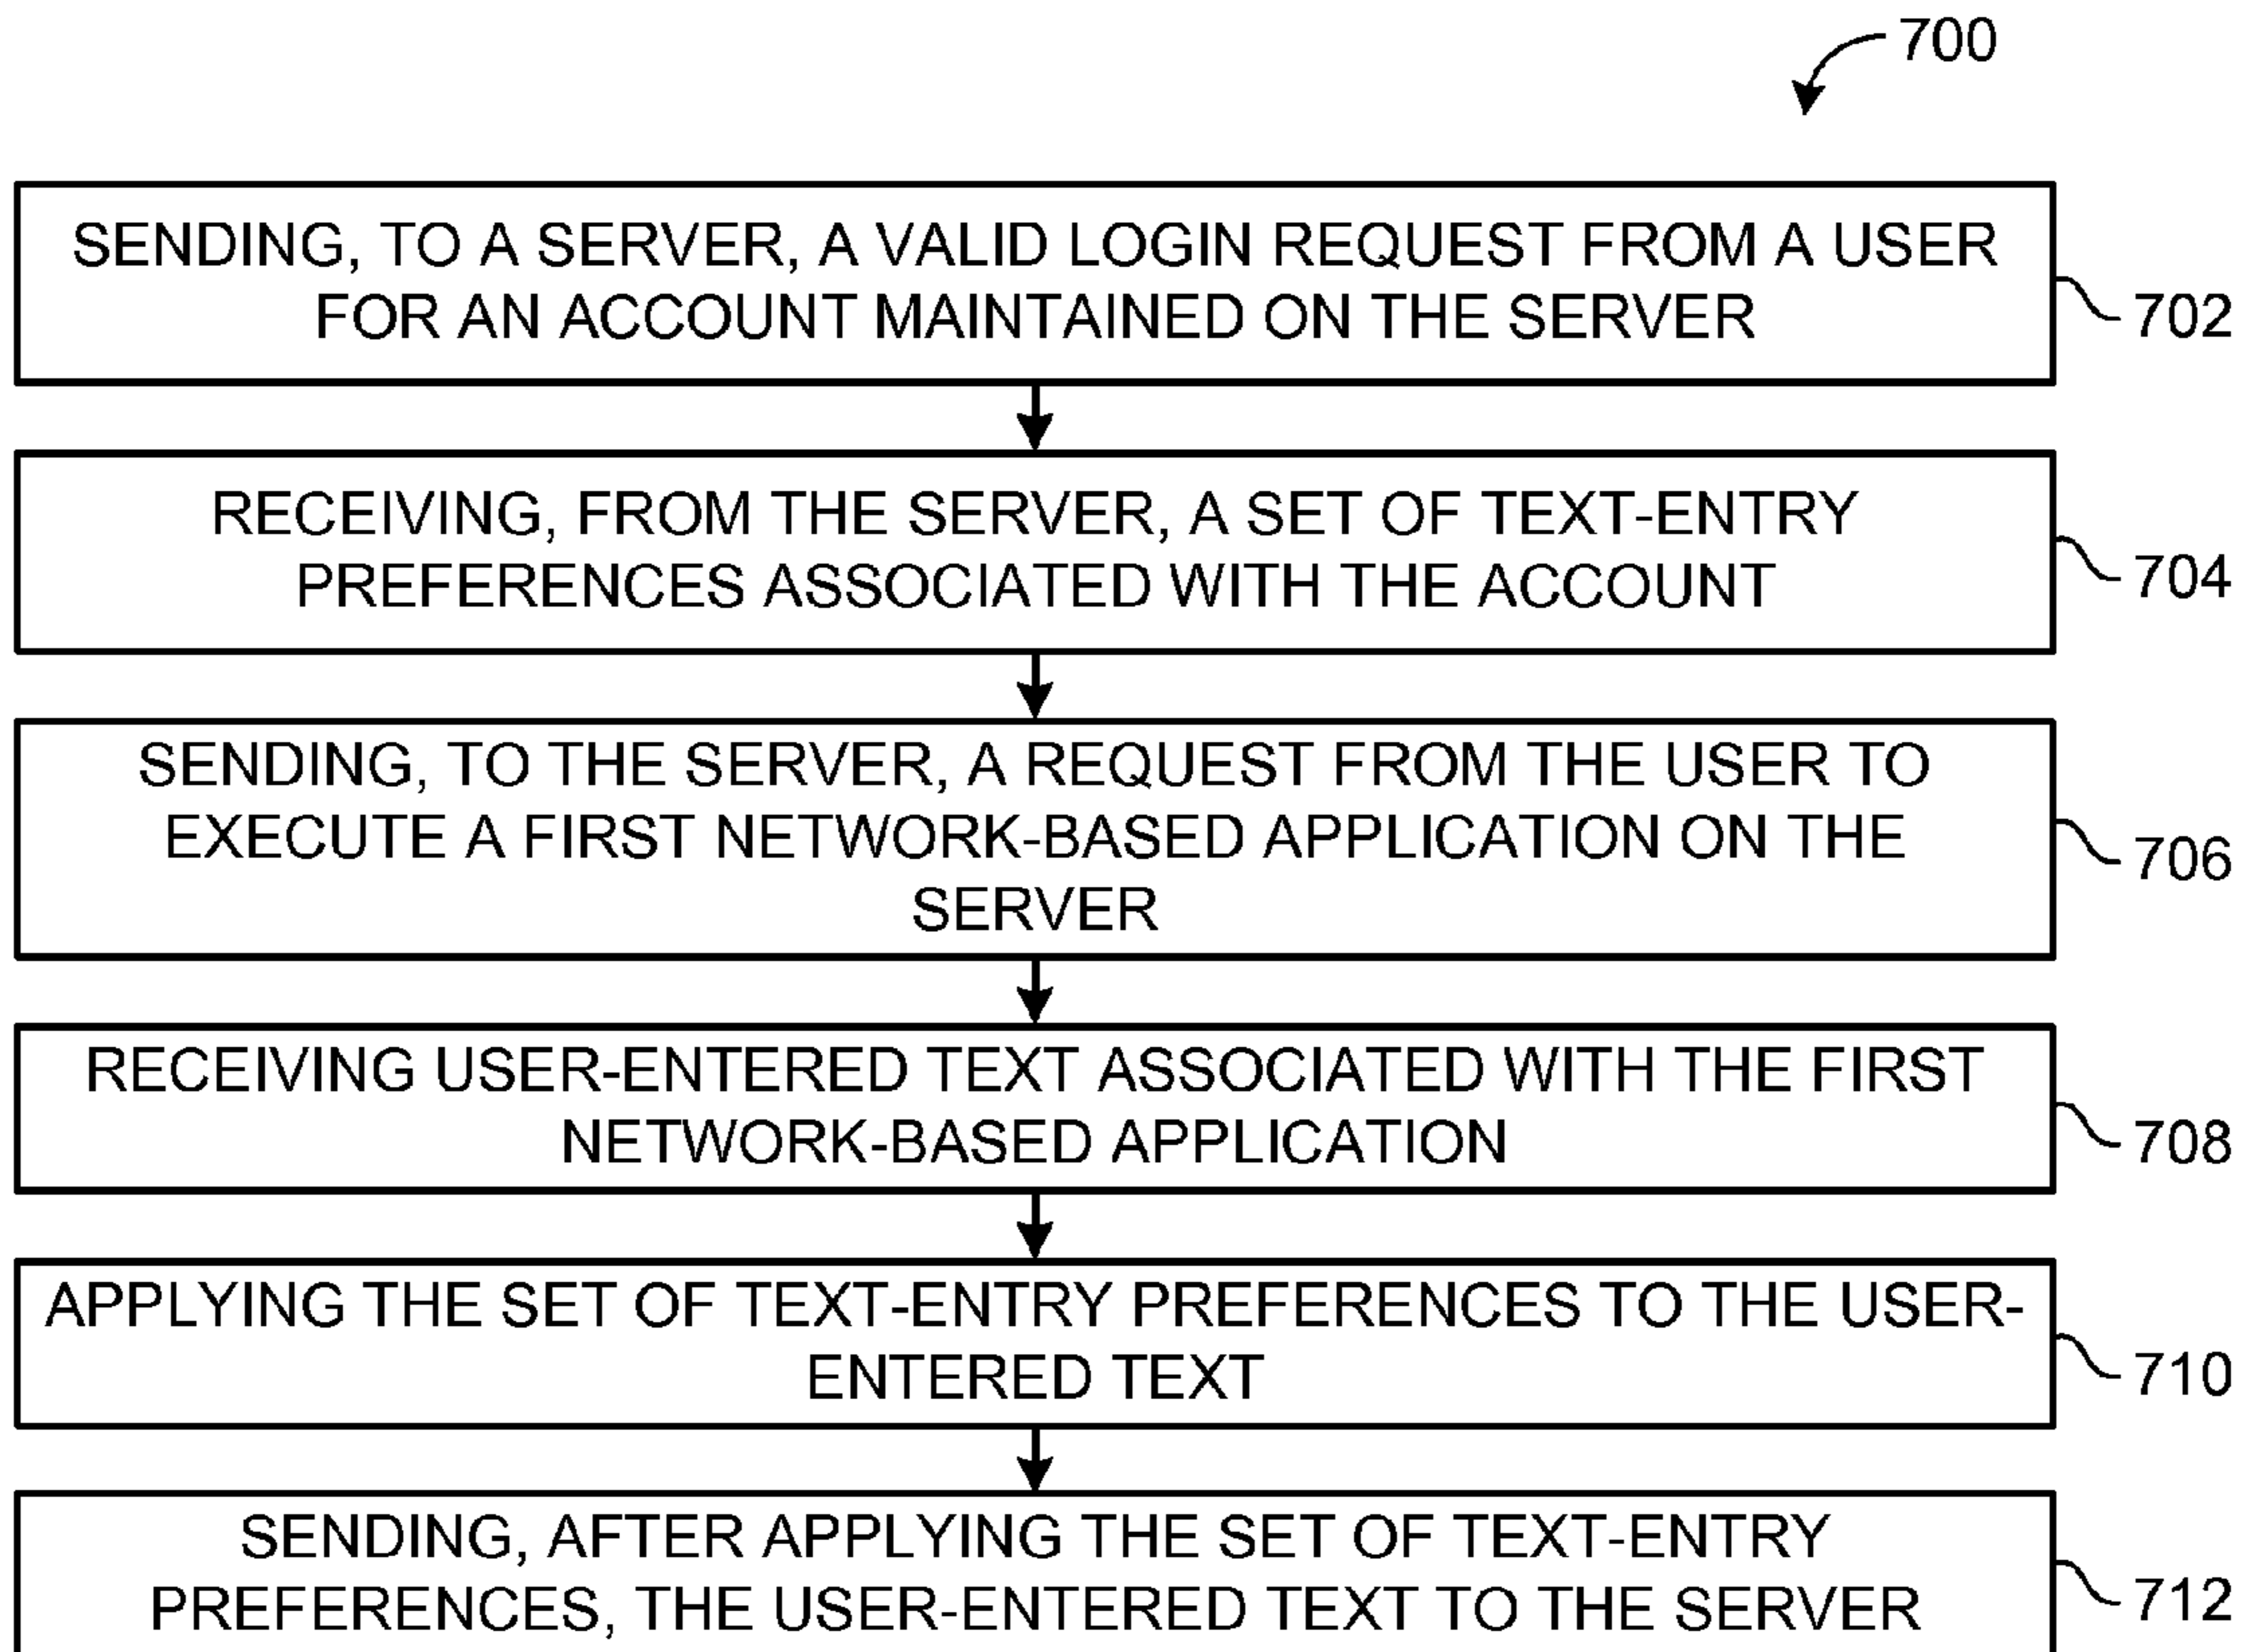 700
SENDING, TO A SERVER, A VALID LOGIN REQUEST FROM A USER
FOR AN ACCOUNT MAINTAINED ON THE SERVER
702
RECEIVING, FROM THE SERVER, A SET OF TEXT-ENTRY
PREFERENCES ASSOCIATED WITH THE ACCOUNT
704
SENDING, TO THE SERVER, A REQUEST FROM THE USER TO
EXECUTE A FIRST NETWORK-BASED APPLICATION ON THE
SERVER
706
RECEIVING USER-ENTERED TEXT ASSOCIATED WITH THE FIRST
NETWORK-BASED APPLICATION
708
APPLYING THE SET OF TEXT-ENTRY PREFERENCES TO THE USER-
ENTERED TEXT
710
SENDING, AFTER APPLYING THE SET OF TEXT-ENTRY
PREFERENCES, THE USER-ENTERED TEXT TO THE SERVER
712